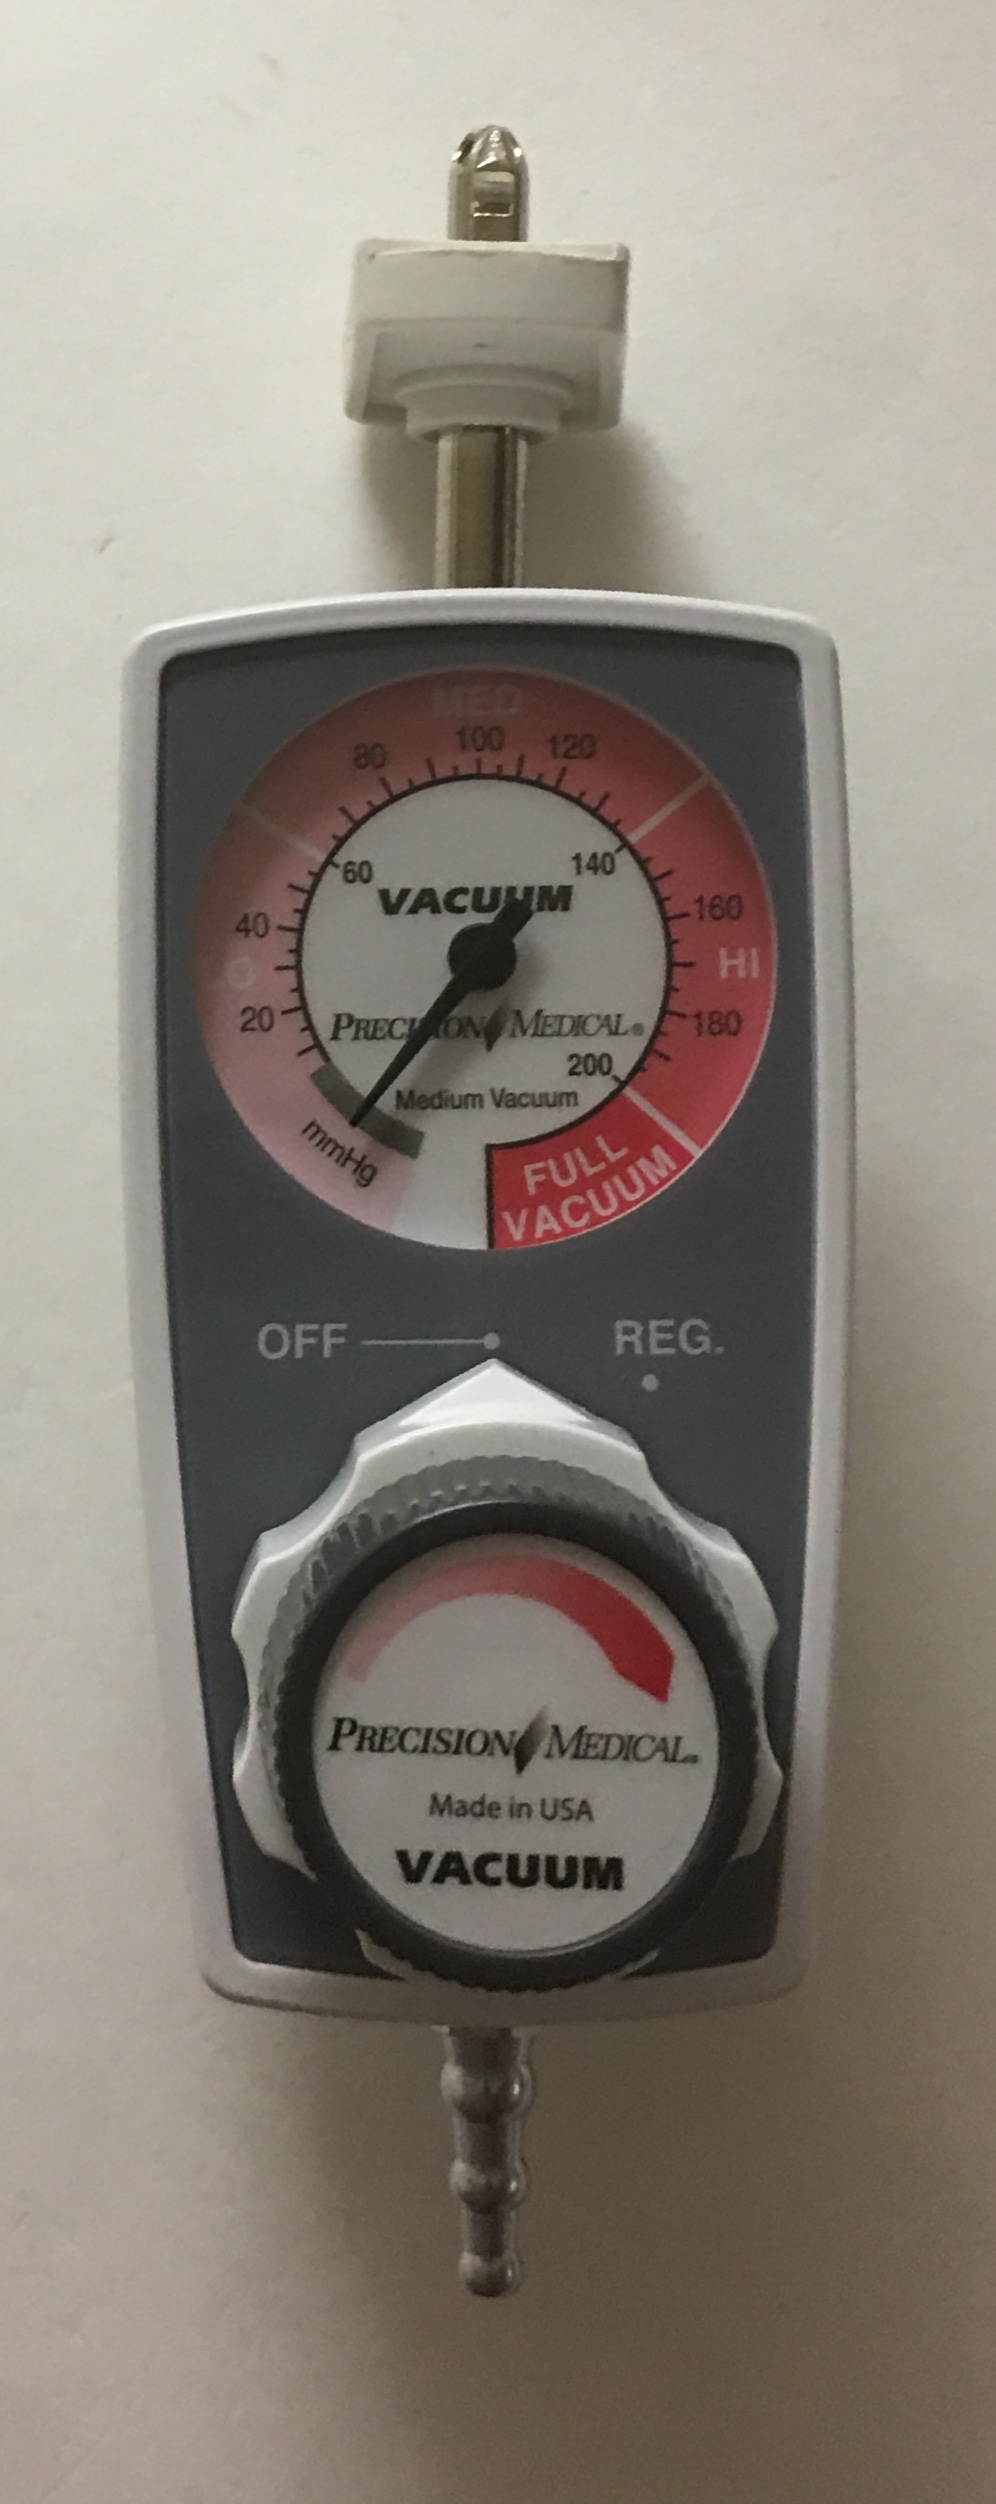 MED
80 100 120
60 140
VACUUM
40 160
LO HI
20 180
PRECISION MEDICAL®
200
Medium Vacuum
mmHg
FULL
VACUUM
OFF REG.
PRECISION MEDICAL®
Made in USA
VACUUM